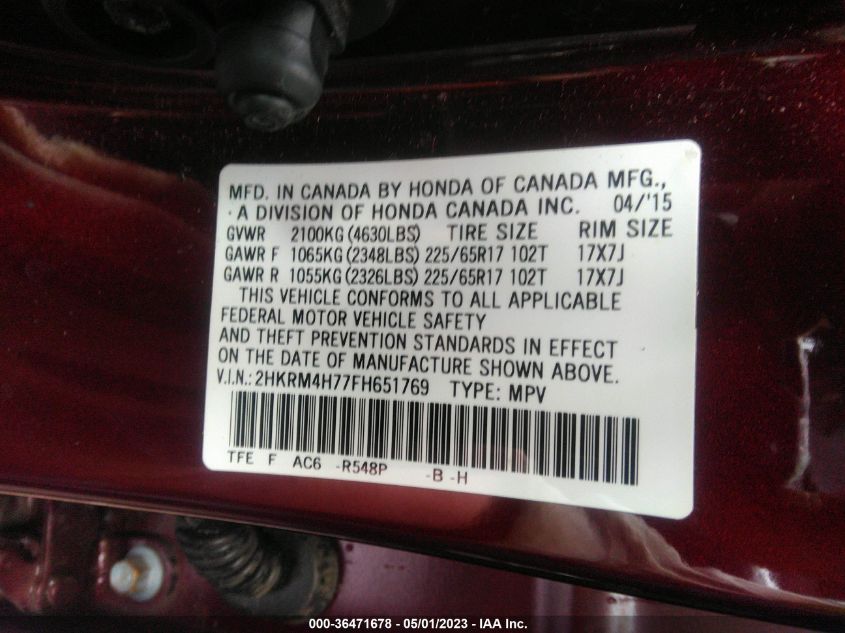 MFD. IN CANADA BY HONDA OF CANADA MFG.,
A DIVISION OF HONDA CANADA INC. 04/'15
GVWR 2100KG (4630LBS) TIRE SIZE RIM SIZE
GAWR F 1065KG (2348LBS) 225/65R17 102T 17X7J
GAWR R 1055KG (2326LBS) 225/65R17 102T 17X7J
THIS VEHICLE CONFORMS TO ALL APPLICABLE
FEDERAL MOTOR VEHICLE SAFETY
AND THEFT PREVENTION STANDARDS IN EFFECT
ON THE DATE OF MANUFACTURE SHOWN ABOVE.
V.I.N.: 2HKRM4H77FH651769 TYPE: MPV
TFE F AC6 -R548P -B -H
000-36471678 - 05/01/2023 - IAA Inc.